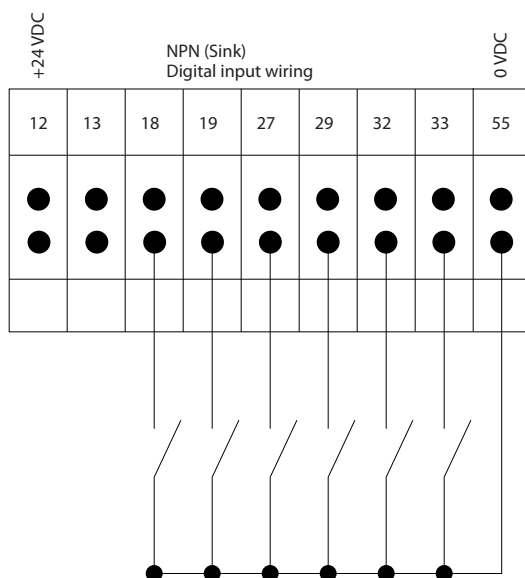 +24 VDC
NPN (Sink)
Digital input wiring
0 VDC
12 13 18 19 27 29 32 33 55